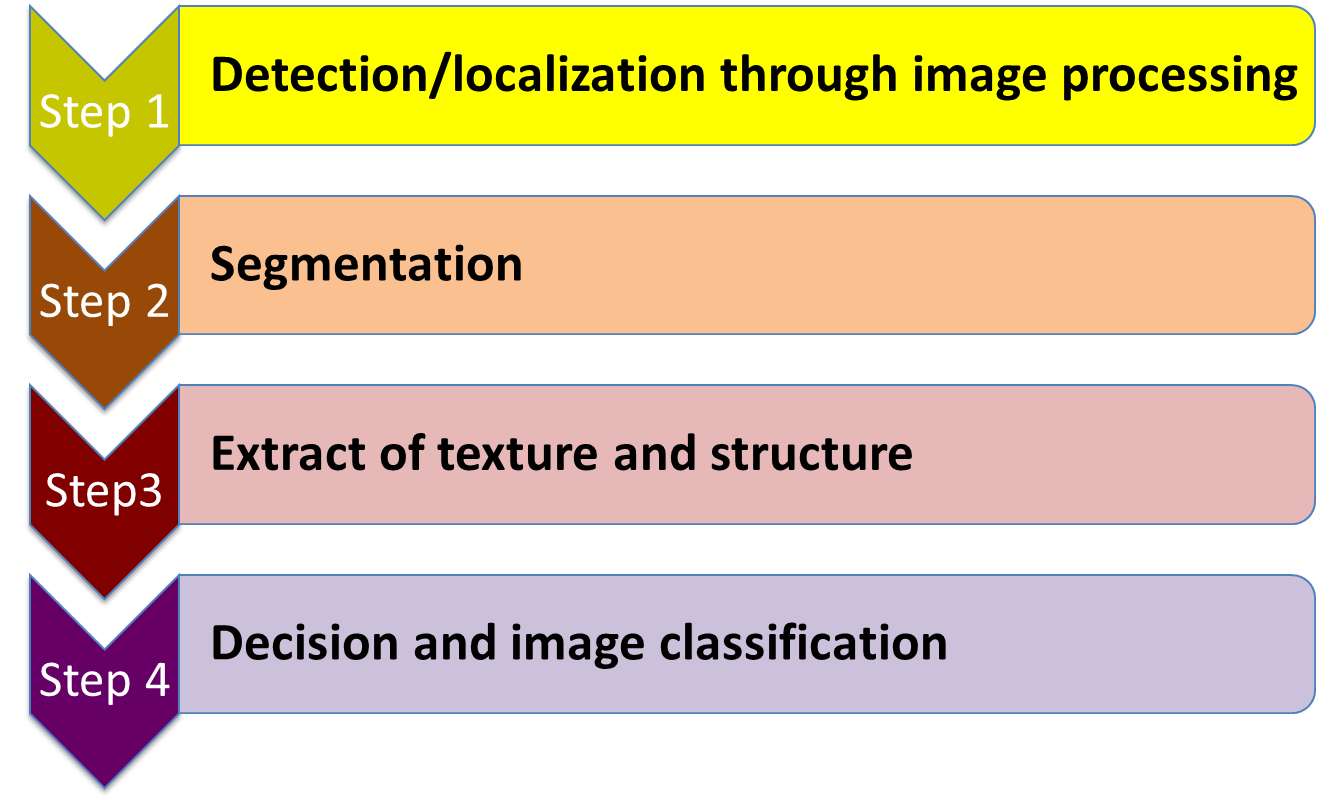 Step 1
Detection/localization through image processing
Step 2
Segmentation
Step3
Extract of texture and structure
Step 4
Decision and image classification